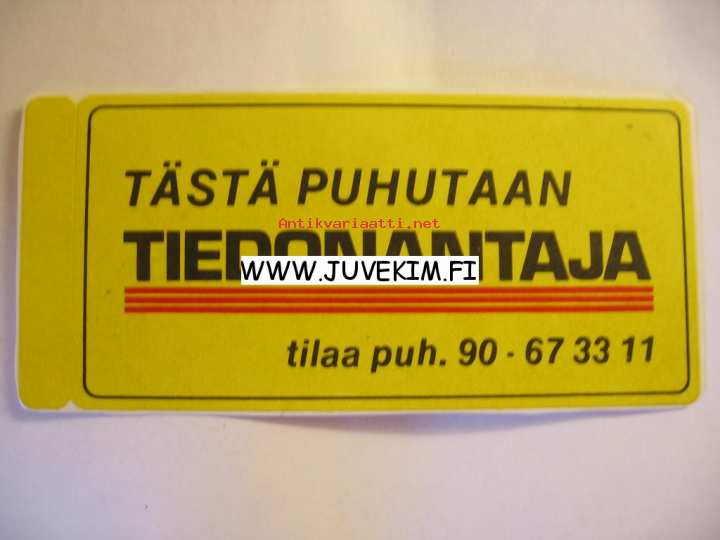 TÄSTÄ PUHUTAAN
Antikvariaatti.net
TIEDONANTAJA
WWW.JUVEKIM.FI
tilaa puh. 90 - 67 33 11